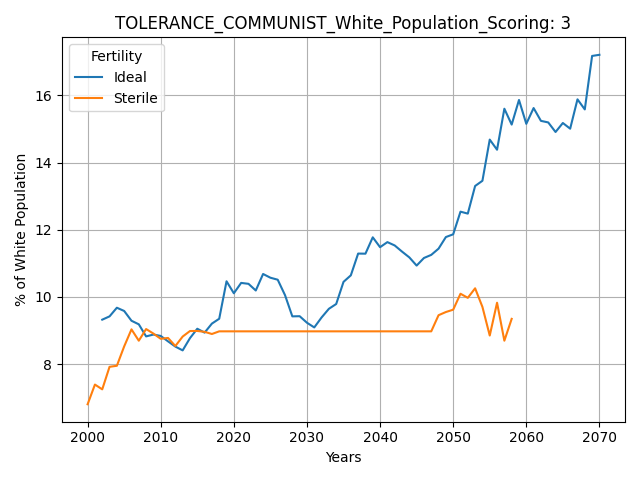 TOLERANCE_COMMUNIST_White_Population_Scoring: 3
Fertility
Ideal
Sterile
% of White Population
16
14
12
10
8
2000 2010 2020 2030 2040 2050 2060 2070
Years